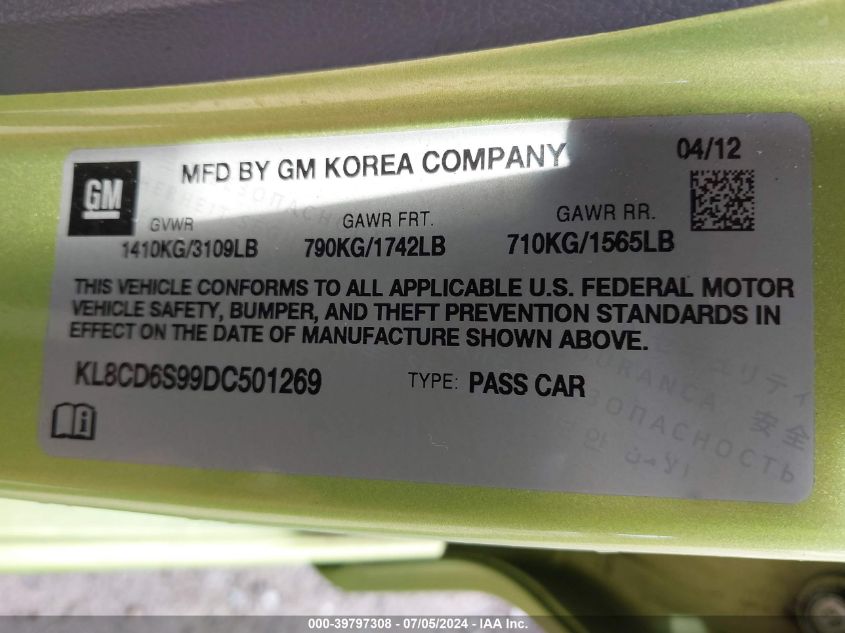 MFD BY GM KOREA COMPANY 04/12
GM
GVWR GAWR FRT. GAWR RR.
1410KG/3109LB 790KG/1742LB 710KG/1565LB
THIS VEHICLE CONFORMS TO ALL APPLICABLE U.S. FEDERAL MOTOR
VEHICLE SAFETY, BUMPER, AND THEFT PREVENTION STANDARDS IN
EFFECT ON THE DATE OF MANUFACTURE SHOWN ABOVE.
KL8CD6S99DC501269 TYPE: PASS CAR
安全
000-39797308 / 07/05/2024 - IAA Inc.